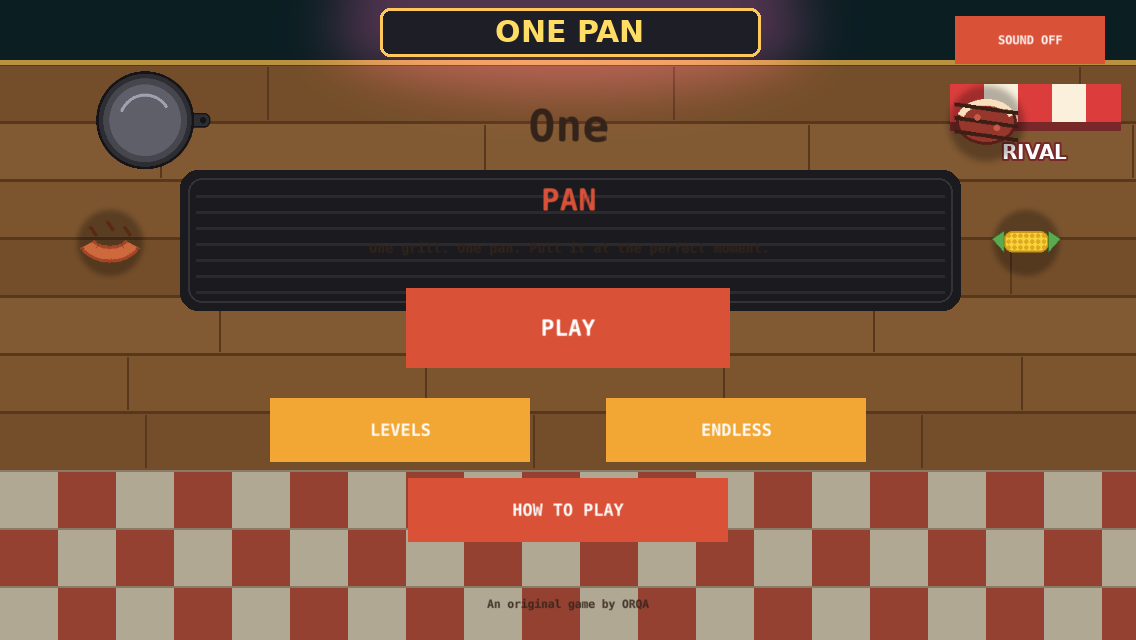 ONE PAN
SOUND OFF
One
RIVAL
PAN
One grill. One pan. Pull it at the perfect moment.
PLAY
LEVELS
ENDLESS
HOW TO PLAY
An original game by ORQA